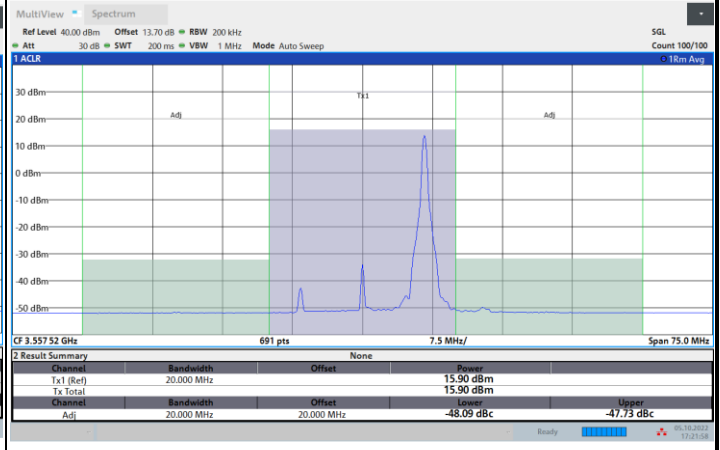 MultiView Spectrum
Ref Level 40.00 dBm Offset 13.70 dB RBW 200 kHz SGL
Att 30 dB SWT 200 ms VBW 1 MHz Mode Auto Sweep Count 100/100
1 ACLR 1Rm Avg
30 dBm
Tx1
20 dBm
Adj Adj
10 dBm
0 dBm
-10 dBm
-20 dBm
-30 dBm
-40 dBm
-50 dBm
CF 3.557 52 GHz 691 pts 7.5 MHz/ Span 75.0 MHz
2 Result Summary None
Channel Bandwidth Offset Power
Tx1 (Ref) 20.000 MHz 15.90 dBm
Tx Total 15.90 dBm
Channel Bandwidth Offset Lower Upper
Adj 20.000 MHz 20.000 MHz -48.09 dBc -47.73 dBc
Ready 05.10.2022
17:21:58